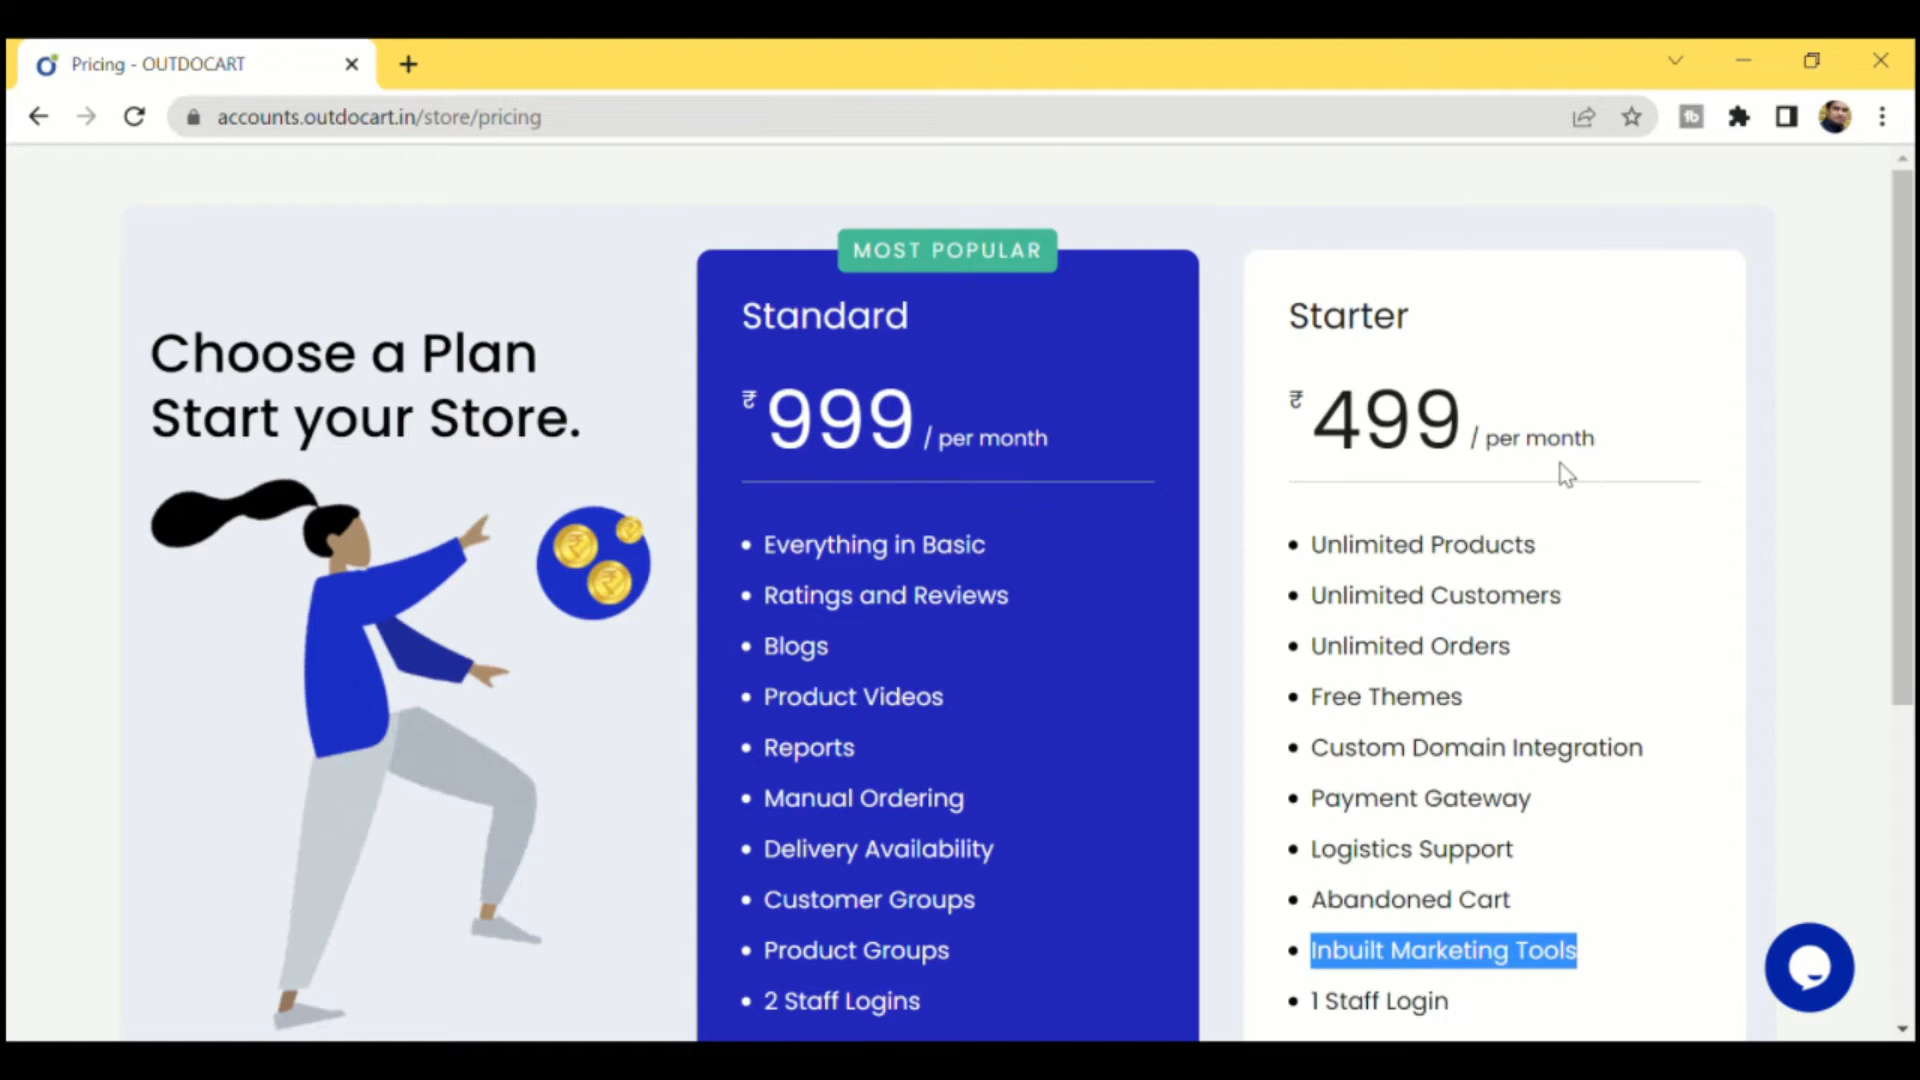 Pricing - OUTDOCART
accounts.outdocart.in/store/pricing
Choose a Plan
Start your Store.
MOST POPULAR
Standard
₹ 999 / per month
• Everything in Basic
• Ratings and Reviews
• Blogs
• Product Videos
• Reports
• Manual Ordering
• Delivery Availability
• Customer Groups
• Product Groups
• 2 Staff Logins
Starter
₹ 499 / per month
• Unlimited Products
• Unlimited Customers
• Unlimited Orders
• Free Themes
• Custom Domain Integration
• Payment Gateway
• Logistics Support
• Abandoned Cart
• Inbuilt Marketing Tools
• 1 Staff Login